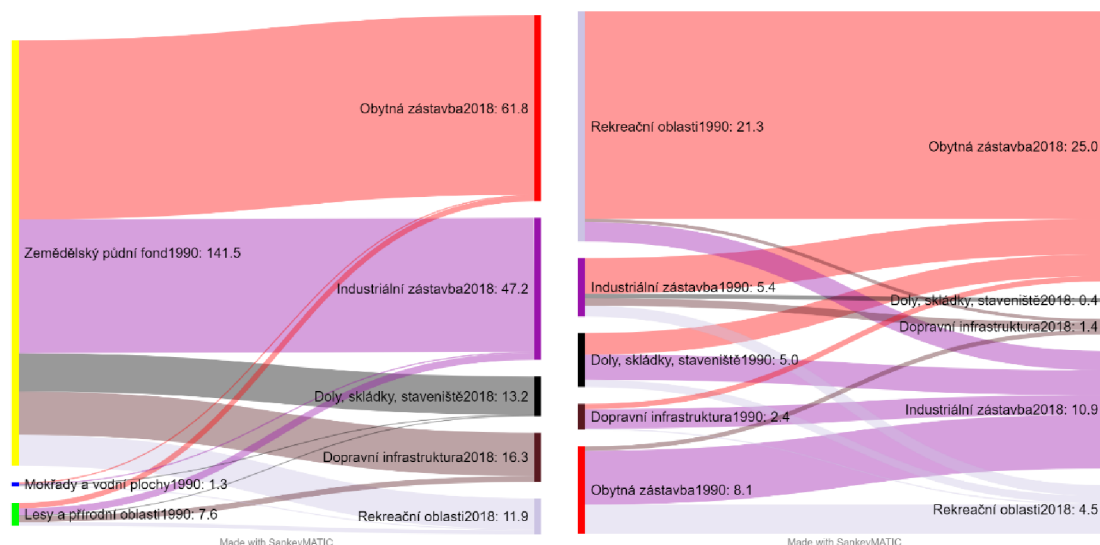 Obytná zástavba2018: 61.8
Zemědělský půdní fond1990: 141.5
Industriální zástavba2018: 47.2
Doly, skládky, staveniště2018: 13.2
Dopravní infrastruktura2018: 16.3
Mokřady a vodní plochy1990: 1.3
Lesy a přírodní oblasti1990: 7.6
Rekreační oblasti2018: 11.9
Made with SankeyMATIC
Rekreační oblasti1990: 21.3
Obytná zástavba2018: 25.0
Industriální zástavba1990: 5.4
Doly, skládky, staveniště2018: 0.4
Dopravní infrastruktura2018: 1.4
Doly, skládky, staveniště1990: 5.0
Dopravní infrastruktura1990: 2.4
Industriální zástavba2018: 10.9
Obytná zástavba1990: 8.1
Rekreační oblasti2018: 4.5
Made with SankeyMATIC